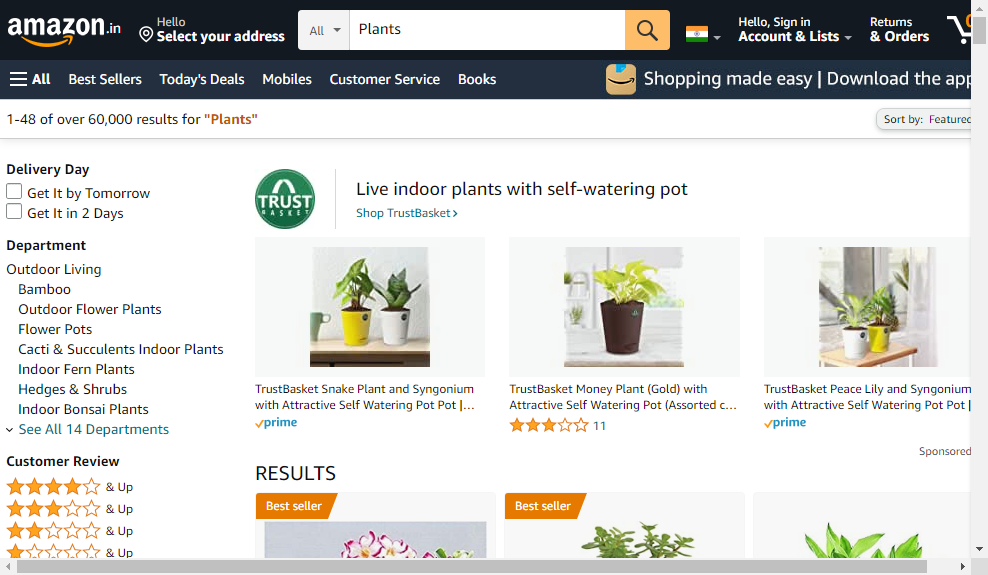 amazon.in
Hello
Select your address
All
Plants
Hello, Sign in
Account & Lists
Returns
& Orders
0
All
Best Sellers
Today's Deals
Mobiles
Customer Service
Books
Shopping made easy | Download the app
1-48 of over 60,000 results for "Plants"
Sort by: Featured
Delivery Day
Get It by Tomorrow
Get It in 2 Days
Department
Outdoor Living
Bamboo
Outdoor Flower Plants
Flower Pots
Cacti & Succulents Indoor Plants
Indoor Fern Plants
Hedges & Shrubs
Indoor Bonsai Plants
See All 14 Departments
Customer Review
& Up
& Up
& Up
& Up
TRUST
BASKET
Live indoor plants with self-watering pot
Shop TrustBasket
TrustBasket Snake Plant and Syngonium
with Attractive Self Watering Pot Pot |...
prime
TrustBasket Money Plant (Gold) with
Attractive Self Watering Pot (Assorted c...
11
TrustBasket Peace Lily and Syngonium
with Attractive Self Watering Pot Pot |
prime
Sponsored
RESULTS
Best seller
Best seller